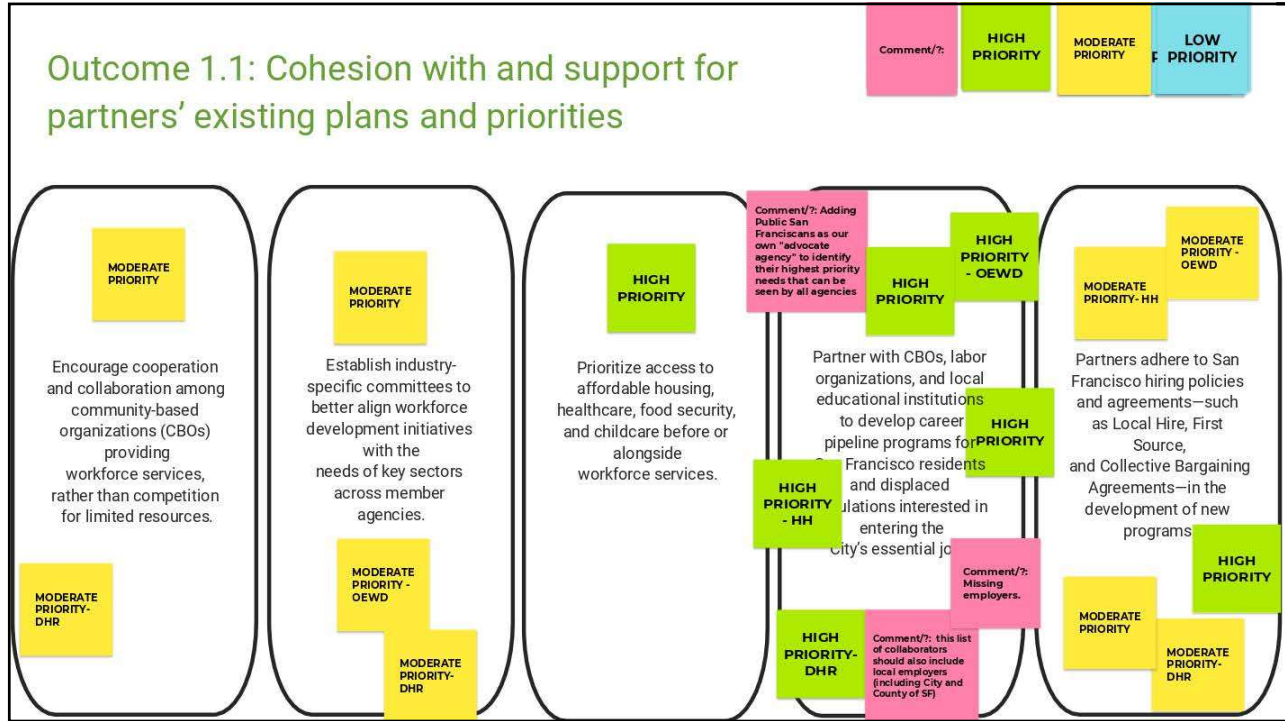 Outcome 1.1: Cohesion with and support for
partners’ existing plans and priorities
Comment/?:
HIGH
PRIORITY
MODERATE
PRIORITY
LOW
PRIORITY
MODERATE
PRIORITY
Encourage cooperation
and collaboration among
community-based
organizations (CBOs)
providing
workforce services,
rather than competition
for limited resources.
MODERATE
PRIORITY-
DHR
MODERATE
PRIORITY
Establish industry-
specific committees to
better align workforce
development initiatives
with the
needs of key sectors
across member
agencies.
MODERATE
PRIORITY -
OEWD
MODERATE
PRIORITY-
DHR
HIGH
PRIORITY
Prioritize access to
affordable housing,
healthcare, food security,
and childcare before or
alongside
workforce services.
Comment/?: Adding
Public San
Franciscans as our
own "advocate
agency" to identify
their highest priority
needs that can be
seen by all agencies
HIGH
PRIORITY
HIGH
PRIORITY
- OEWD
Partner with CBOs, labor
organizations, and local
educational institutions
to develop career
pipeline programs for
Francisco residents
and displaced
interested in
entering the
City’s essential
HIGH
PRIORITY
HIGH
PRIORITY
- HH
Comment/?:
Missing
employers.
HIGH
PRIORITY-
DHR
Comment/?: this list
of collaborators
should also include
local employers
(including City and
County of SF)
MODERATE
PRIORITY- HH
MODERATE
PRIORITY -
OEWD
Partners adhere to San
Francisco hiring policies
and agreements—such
as Local Hire, First
Source,
and Collective Bargaining
Agreements—in the
development of new
programs
HIGH
PRIORITY
MODERATE
PRIORITY
MODERATE
PRIORITY-
DHR